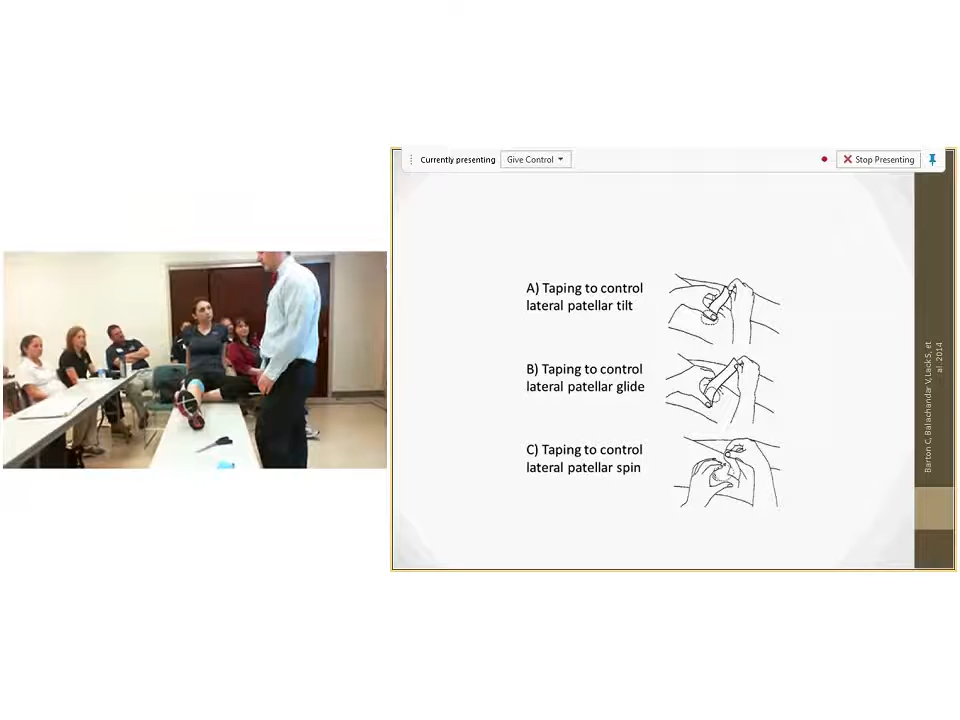 Currently presenting
Give Control
Stop Presenting
A) Taping to control
lateral patellar tilt
B) Taping to control
lateral patellar glide
C) Taping to control
lateral patellar spin
Barton C, Balachandar V, Lack S, et
al. 2014